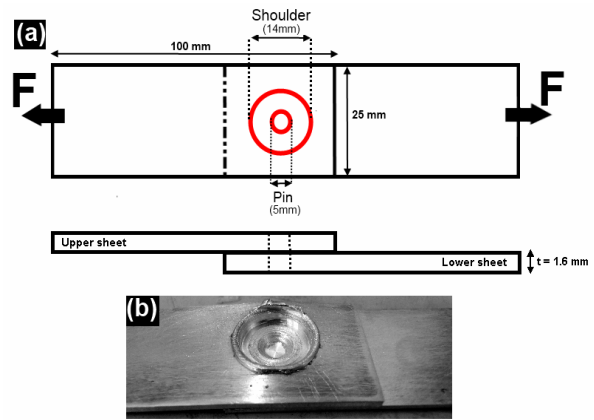 (a)
Shoulder
(14mm)
100 mm
F
F
25 mm
Pin
(5mm)
Upper sheet
Lower sheet
t = 1.6 mm
(b)